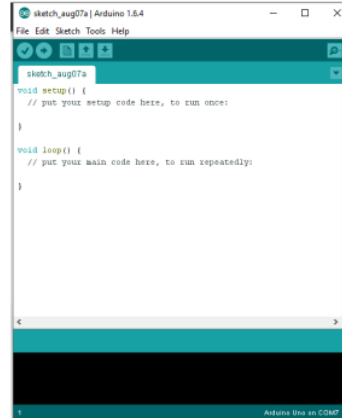 sketch_aug07a | Arduino 1.6.4
File Edit Sketch Tools Help
sketch_aug07a
void setup() {
// put your setup code here, to run once:
}
void loop() {
// put your main code here, to run repeatedly:
}
1
Arduino Uno on COM7